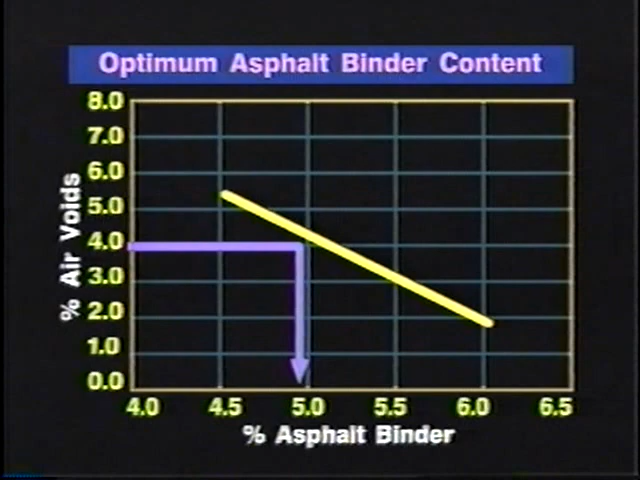 Optimum Asphalt Binder Content
8.0
7.0
6.0
5.0
4.0
3.0
2.0
1.0
0.0
% Air Voids
4.0 4.5 5.0 5.5 6.0 6.5
% Asphalt Binder